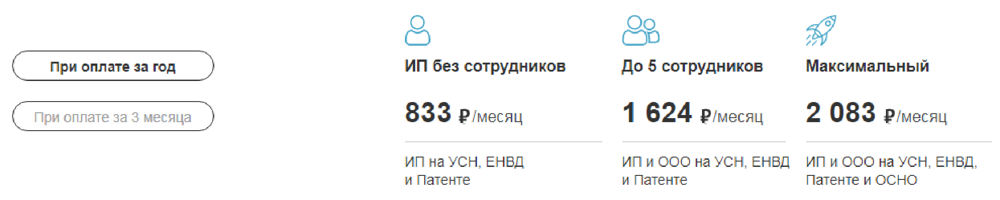 При оплате за год
При оплате за 3 месяца
ИП без сотрудников
833 ₽/месяц
ИП на УСН, ЕНВД
и Патенте
До 5 сотрудников
1 624 ₽/месяц
ИП и ООО на УСН, ЕНВД
и Патенте
Максимальный
2 083 ₽/месяц
ИП и ООО на УСН, ЕНВД,
Патенте и ОСНО